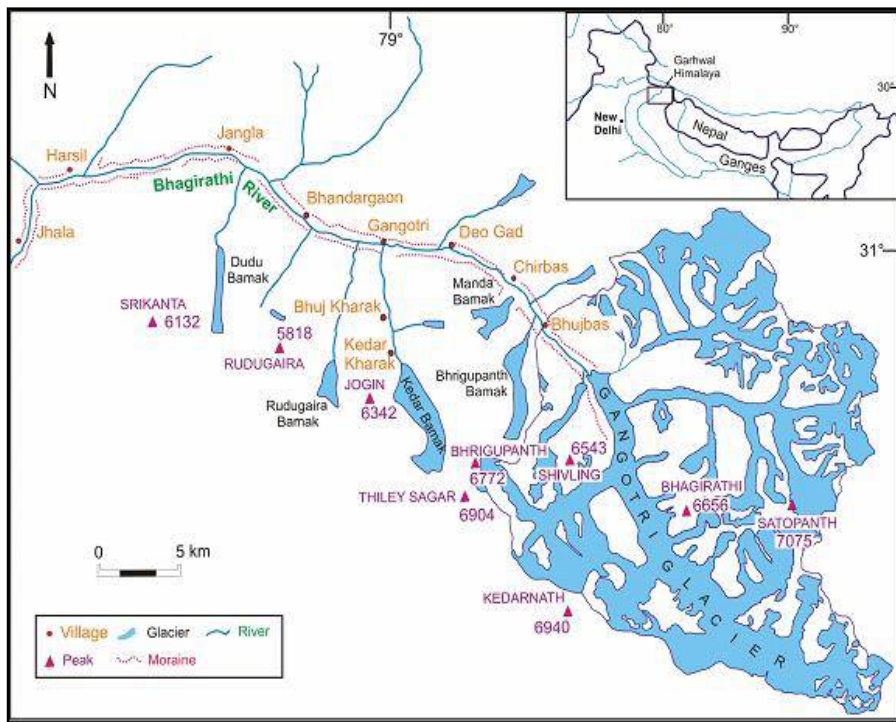 79°
80°
90°
Garhwal
Himalaya
30°
N
New
Delhi
Nepal
Ganges
Jangla
Harsil
Bhagirathi
River
Bhandargaon
Gangotri
Deo Gad
31°
Jhala
Dudu
Bamak
Chirbas
Manda
Bamak
SRIKANTA
6132
Bhuj Kharak
Bhujbas
5818
RUDUGAIRA
Kedar
Kharak
Bhrigupanth
Bamak
JOGIN
6342
Rudugaira
Bamak
Kedar Bamak
GANGOTRI GLACIER
BHRIGUPANTH
6772
6543
SHIVLING
THILEY SAGAR
6904
BHAGIRATHI
6656
SATOPANTH
7075
0 5 km
KEDARNATH
6940
Village Glacier River
Peak Moraine